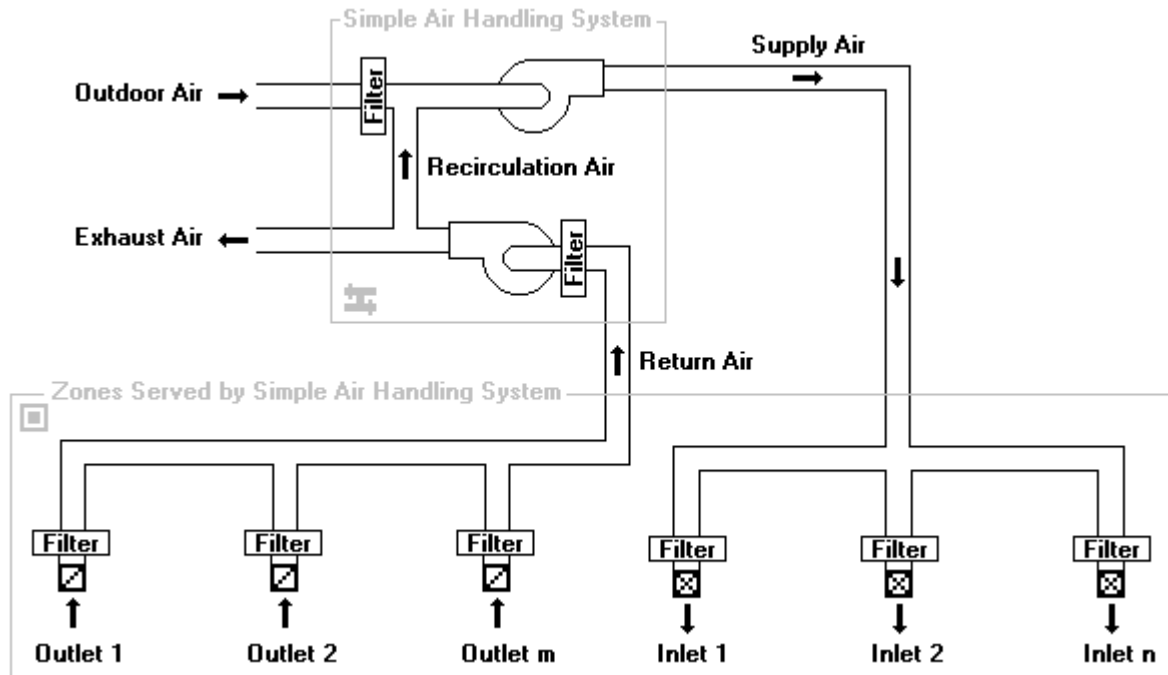 Simple Air Handling System
Supply Air
Outdoor Air
Filter
Recirculation Air
Exhaust Air
Filter
Return Air
Zones Served by Simple Air Handling System
Filter
Filter
Filter
Filter
Filter
Filter
Outlet 1
Outlet 2
Outlet m
Inlet 1
Inlet 2
Inlet n